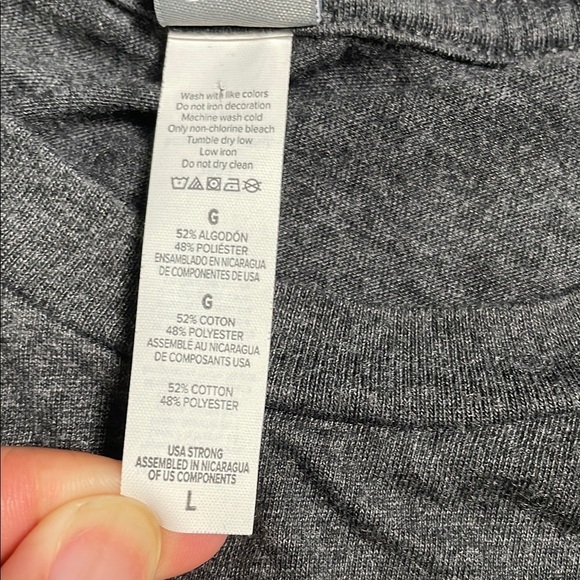 Wash with like colors
Do not iron decoration
Machine wash cold
Only non-chlorine bleach
Tumble dry low
Low iron
Do not dry clean
G
52% ALGODÓN
48% POLIÉSTER
ENSAMBLADO EN NICARAGUA
DE COMPONENTES DE USA
G
52% COTON
48% POLYESTER
ASSEMBLÉ AU NICARAGUA
DE COMPOSANTS USA
52% COTTON
48% POLYESTER
USA STRONG
ASSEMBLED IN NICARAGUA
OF US COMPONENTS
L